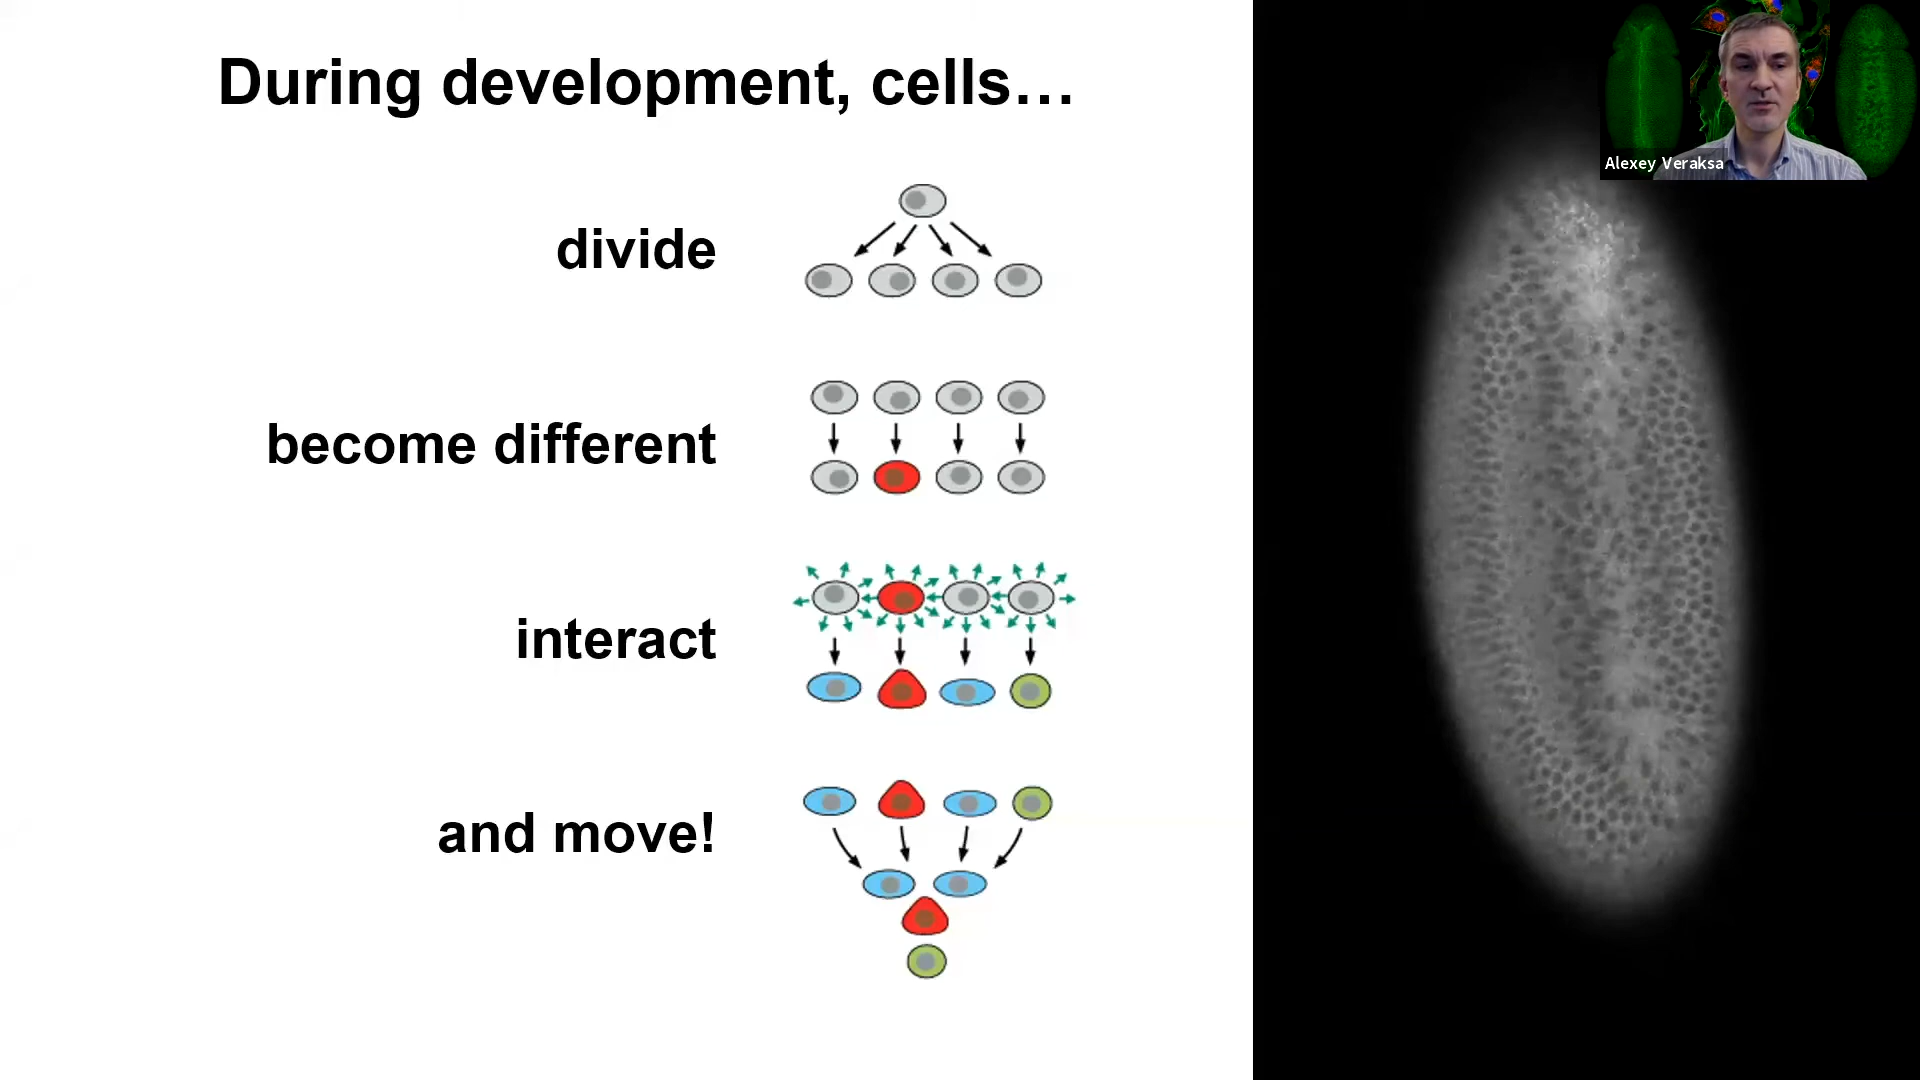 During development, cells…
divide
become different
interact
and move!
Alexey Veraksa